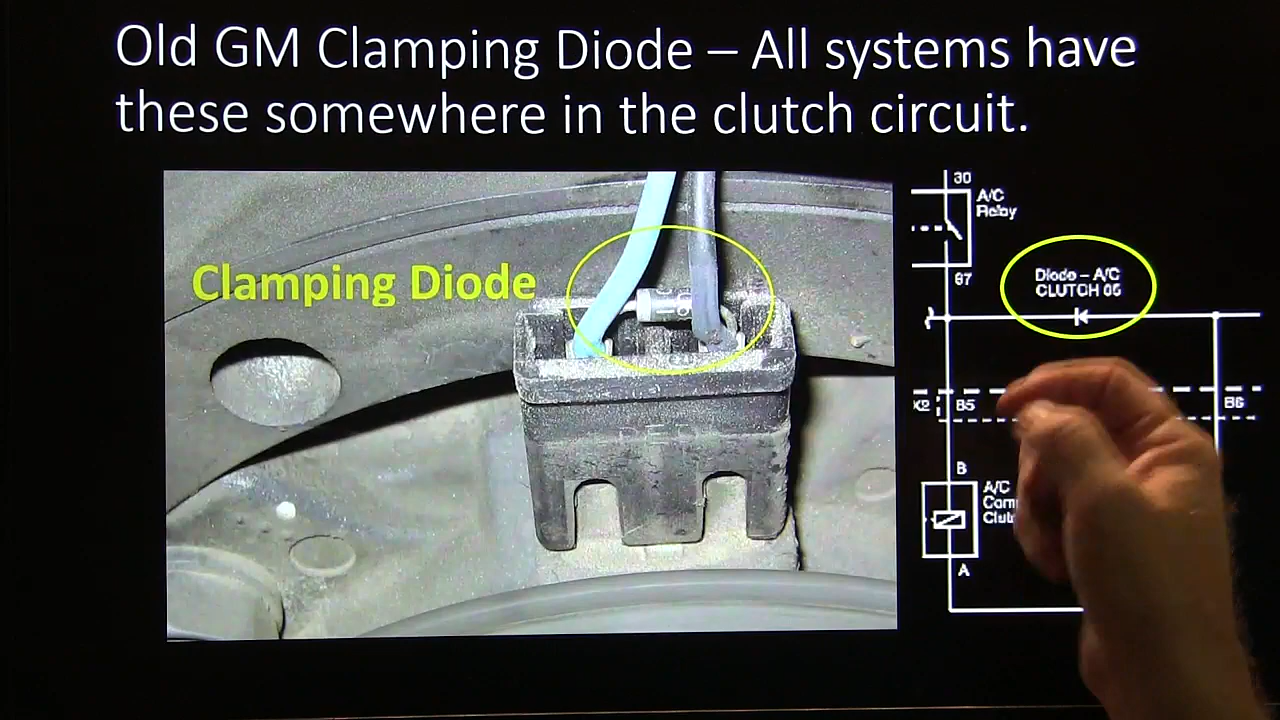 Old GM Clamping Diode – All systems have
these somewhere in the clutch circuit.
Clamping Diode
30
A/C
Relay
87
Diode – A/C
CLUTCH 05
X2
B5
B6
B
A/C
A